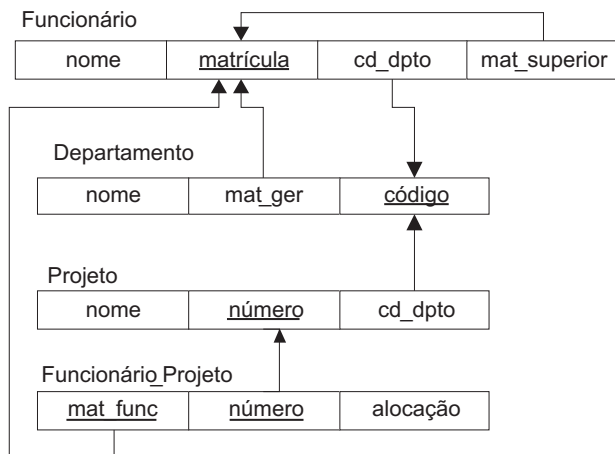 Funcionário
nome matrícula cd_dpto mat_superior
Departamento
nome mat_ger código
Projeto
nome número cd_dpto
Funcionário_Projeto
mat_func número alocação